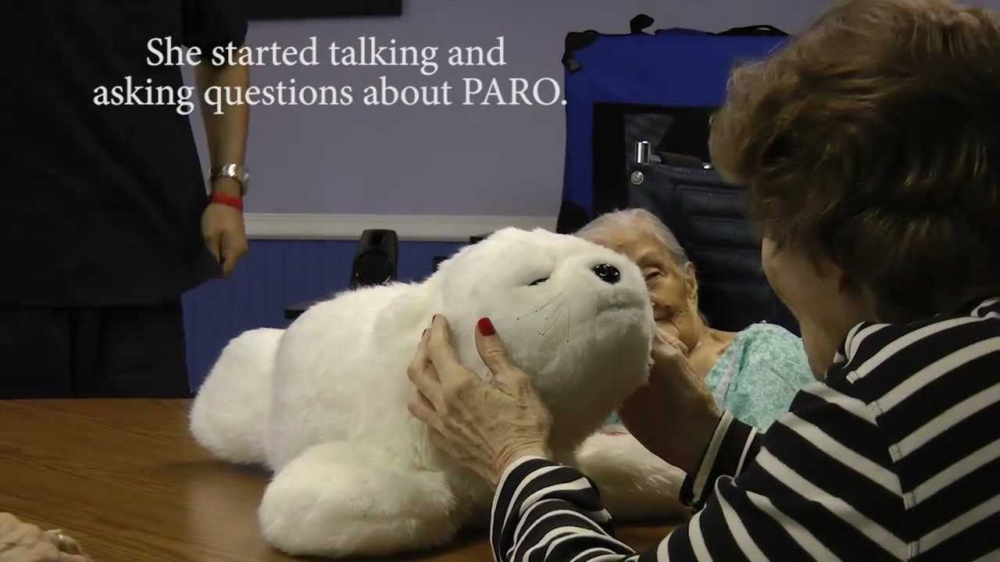 She started talking and
asking questions about PARO.